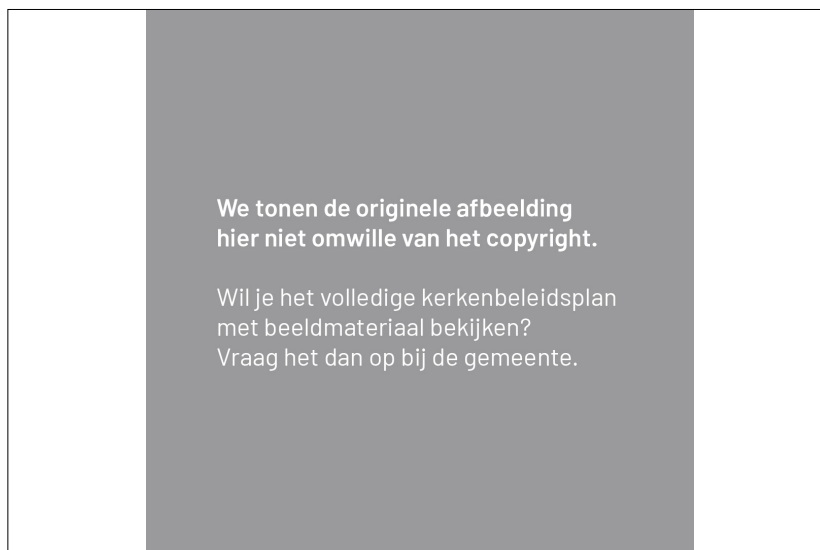 We tonen de originele afbeelding
hier niet omwille van het copyright.
Wil je het volledige kerkenbeleidsplan
met beeldmateriaal bekijken?
Vraag het dan op bij de gemeente.